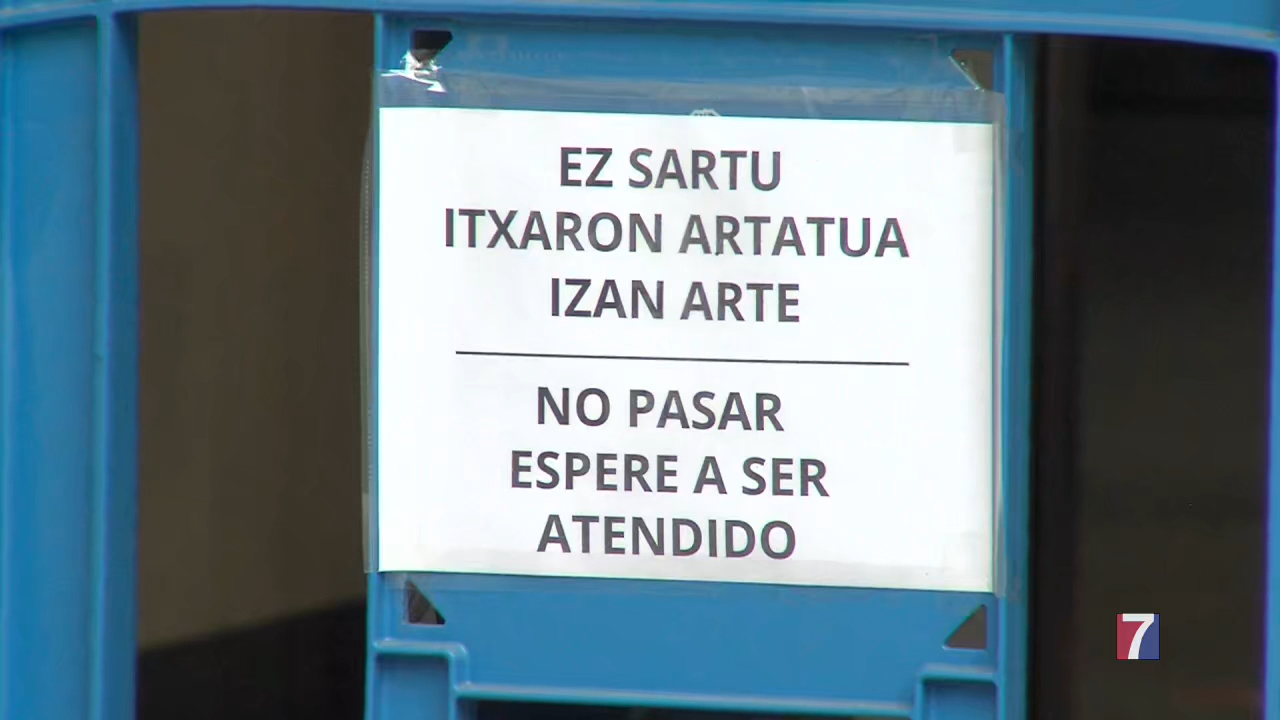 EZ SARTU
ITXARON ARTATUA
IZAN ARTE
NO PASAR
ESPERE A SER
ATENDIDO
7